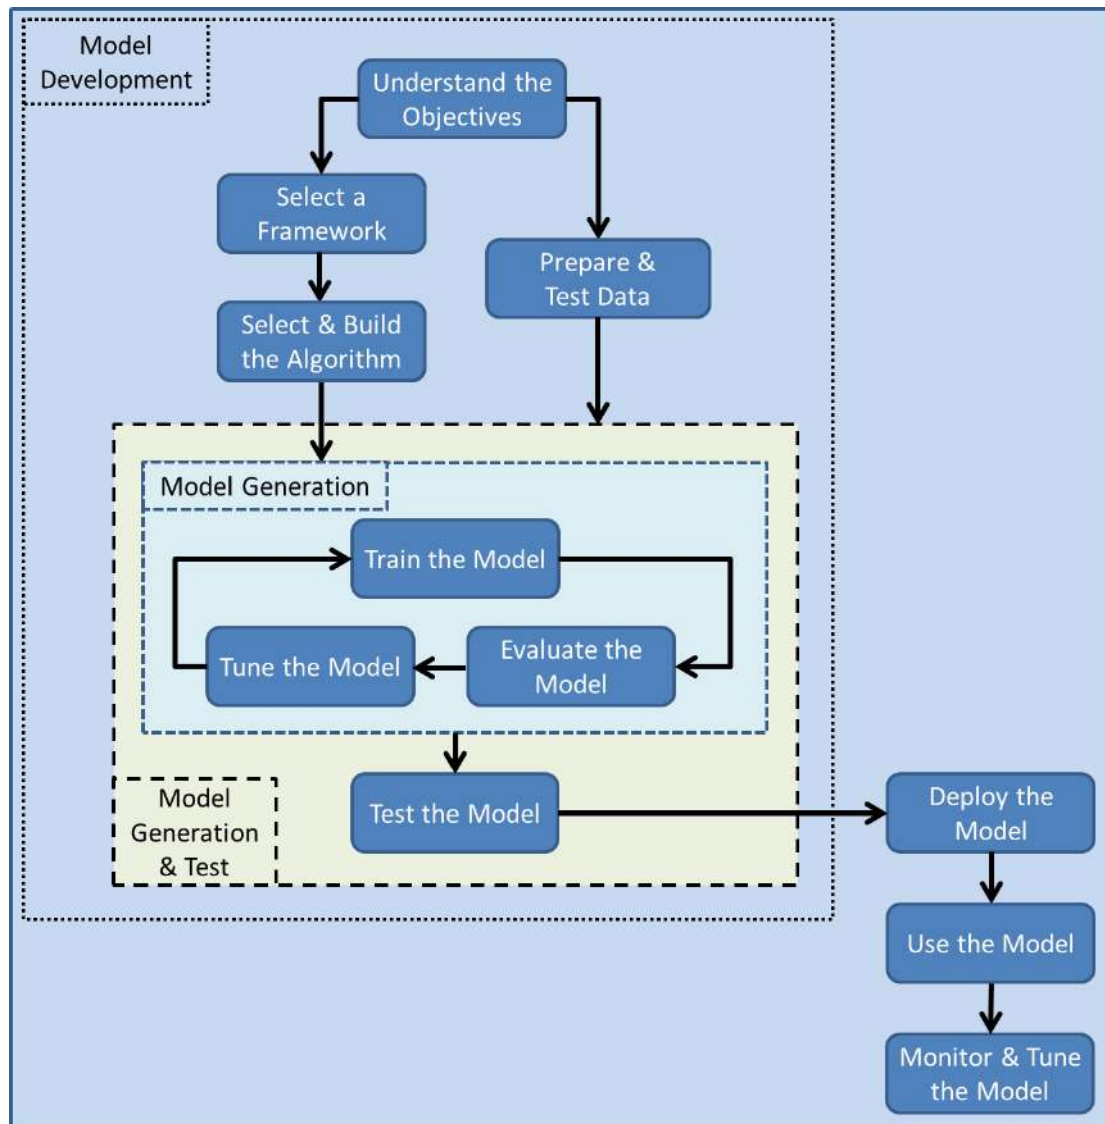 Model
Development
Understand the
Objectives
Select a
Framework
Prepare &
Test Data
Select & Build
the Algorithm
Model Generation
Train the Model
Tune the Model
Evaluate the
Model
Test the Model
Model
Generation
& Test
Deploy the
Model
Use the Model
Monitor & Tune
the Model